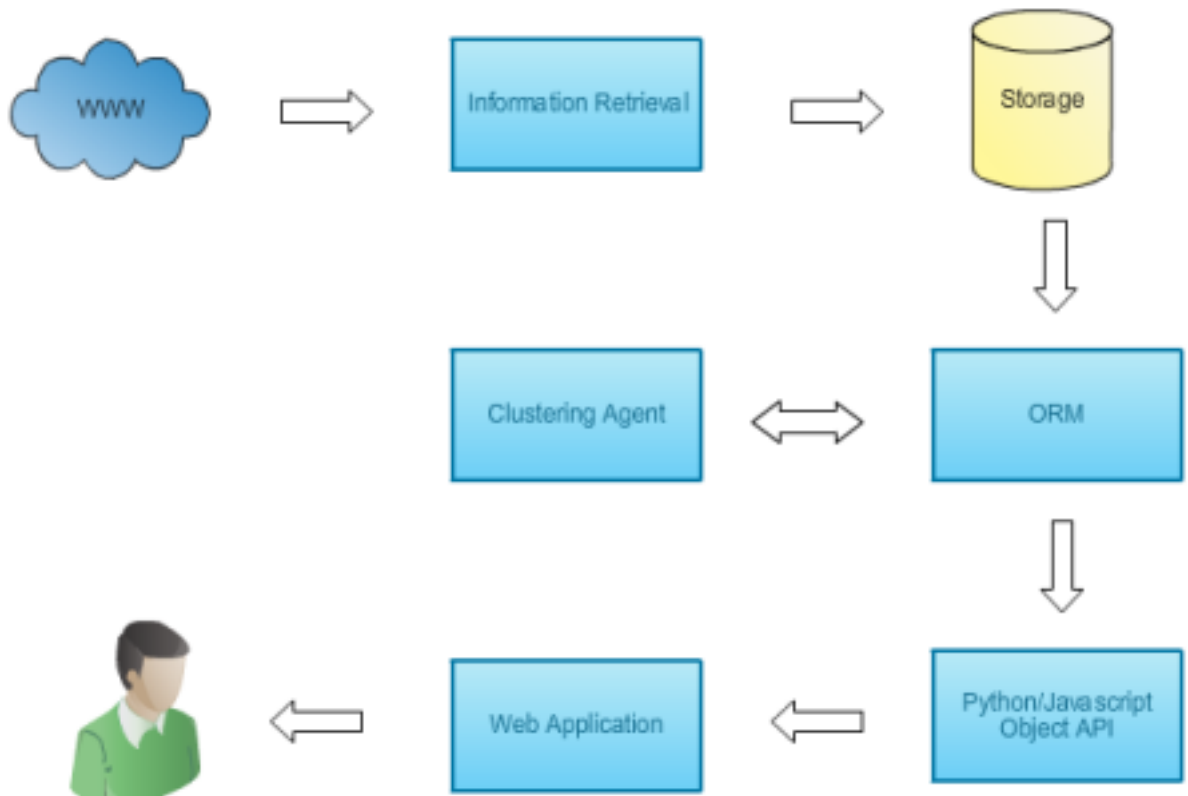 WWW
Information Retrieval
Storage
Clustering Agent
ORM
Web Application
Python/Javascript
Object API